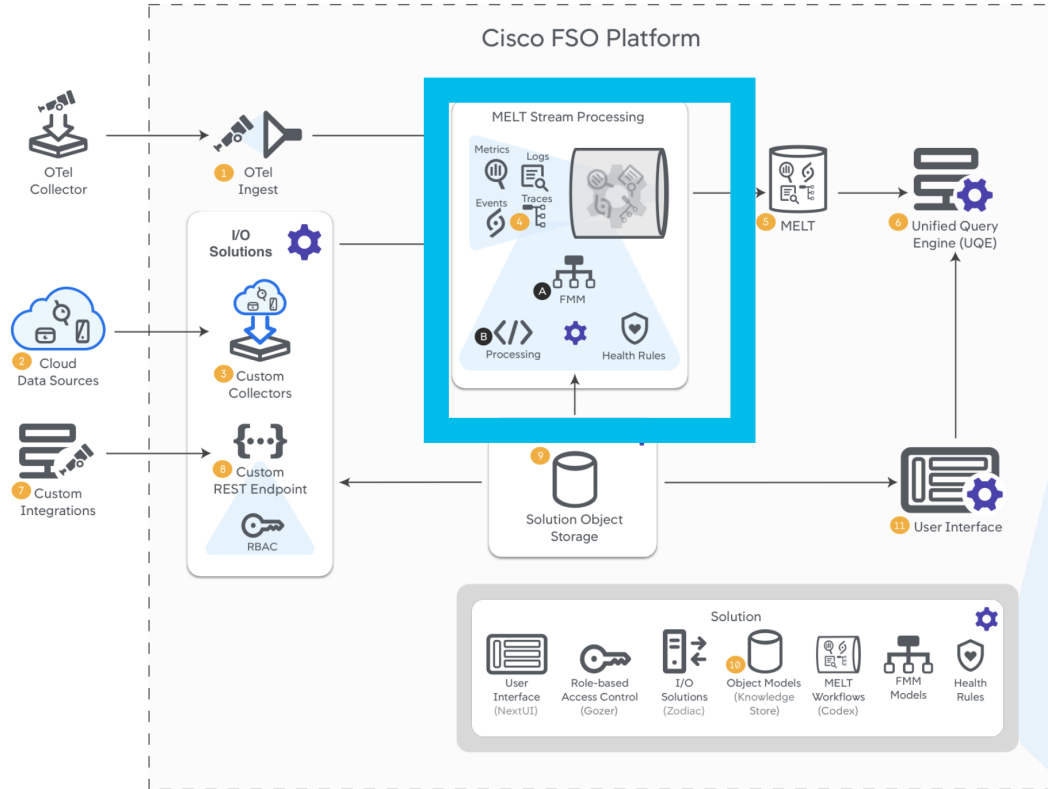 Cisco FSO Platform
OTel
Collector
1 OTel
Ingest
MELT Stream Processing
Metrics
Logs
Events
Traces
4
A
FMM
B
Processing
Health Rules
5 MELT
6 Unified Query
Engine (UQE)
I/O
Solutions
2 Cloud
Data Sources
3 Custom
Collectors
7 Custom
Integrations
8 Custom
REST Endpoint
RBAC
9
Solution Object
Storage
11 User Interface
Solution
User
Interface
(NextUI)
Role-based
Access Control
(Gozer)
I/O
Solutions
(Zodiac)
10
Object Models
(Knowledge
Store)
MELT
Workflows
(Codex)
FMM
Models
Health
Rules